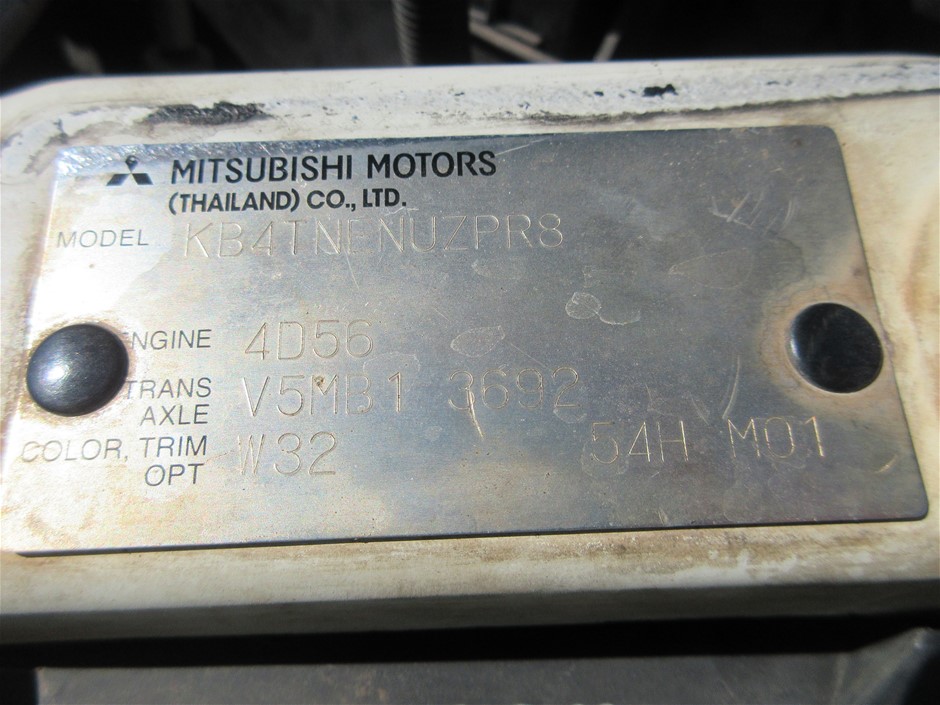 MITSUBISHI MOTORS
(THAILAND) CO., LTD.
MODEL KB4TNENUZPR8
ENGINE 4D56
TRANS AXLE V5MB1 3692
COLOR, TRIM OPT W32 54H M01